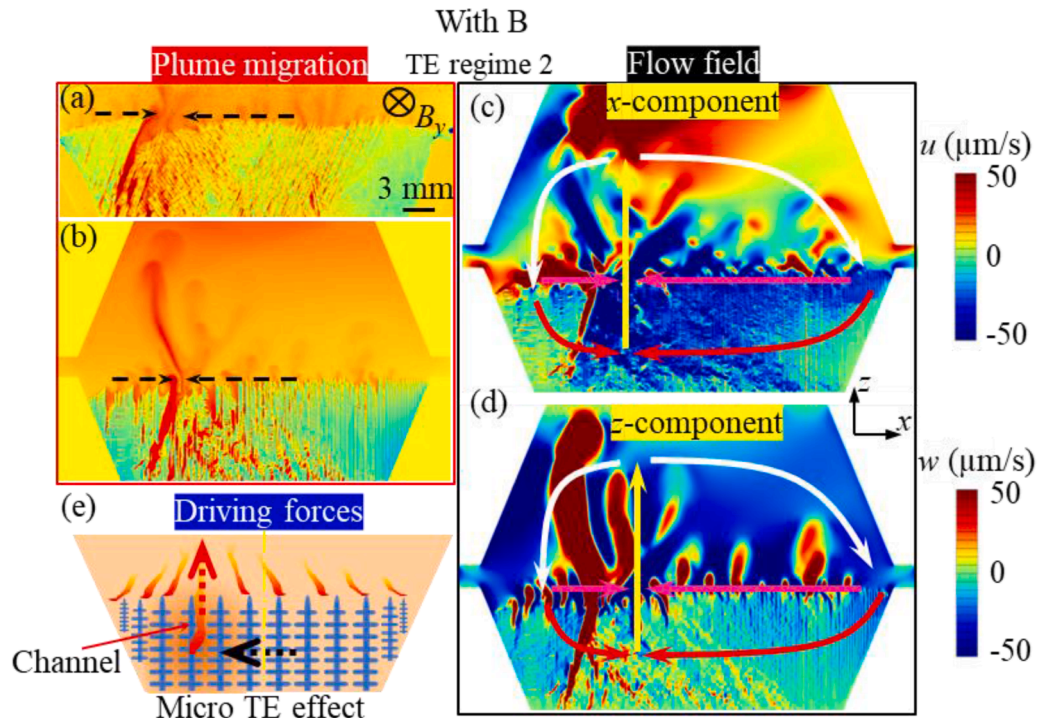 With B
Plume migration
TE regime 2
Flow field
(a)
B_y
3 mm
(b)
(c)
x-component
u (μm/s)
50
0
-50
z
x
(d)
z-component
w (μm/s)
50
0
-50
(e)
Driving forces
Channel
Micro TE effect